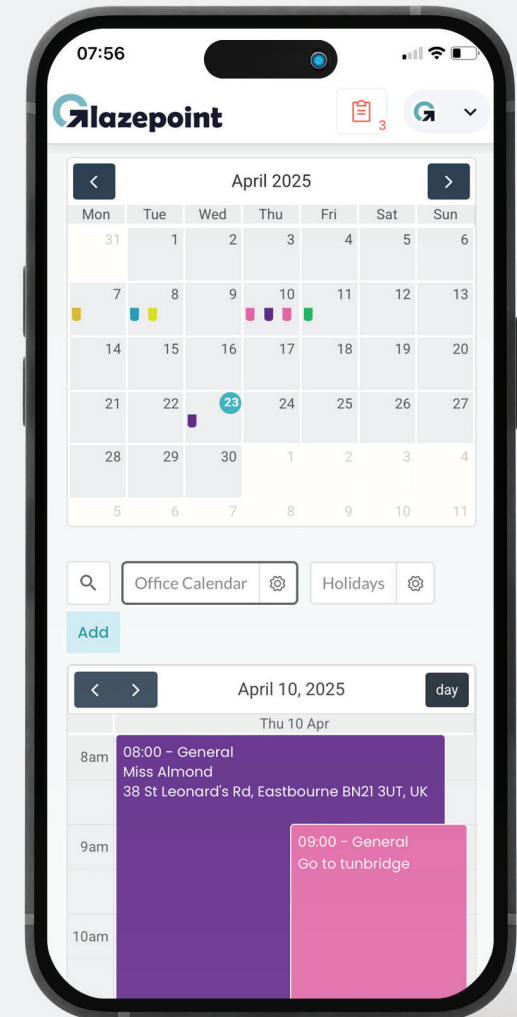 07:56
Glazepoint
3
April 2025
Mon Tue Wed Thu Fri Sat Sun
31 1 2 3 4 5 6
7 8 9 10 11 12 13
14 15 16 17 18 19 20
21 22 23 24 25 26 27
28 29 30 1 2 3 4
5 6 7 8 9 10 11
Office Calendar
Holidays
Add
April 10, 2025
day
Thu 10 Apr
8am
08:00 - General
Miss Almond
38 St Leonard's Rd, Eastbourne BN21 3UT, UK
9am
09:00 - General
Go to tunbridge
10am